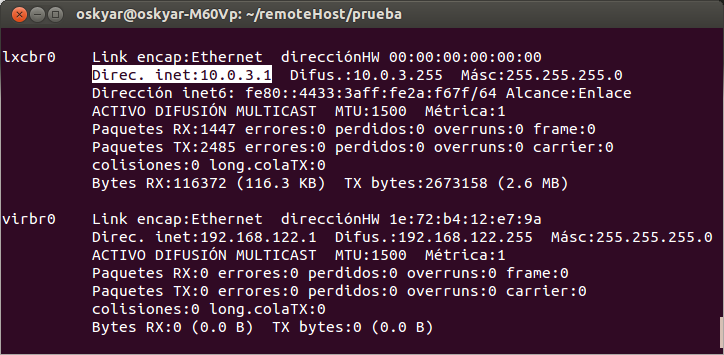 oskyar@oskyar-M60Vp: ~/remoteHost/prueba
lxcbr0 Link encap:Ethernet direcciónHW 00:00:00:00:00:00
Direc. inet:10.0.3.1 Difus.:10.0.3.255 Másc:255.255.255.0
Dirección inet6: fe80::4433:3aff:fe2a:f67f/64 Alcance:Enlace
ACTIVO DIFUSIÓN MULTICAST MTU:1500 Métrica:1
Paquetes RX:1447 errores:0 perdidos:0 overruns:0 frame:0
Paquetes TX:2485 errores:0 perdidos:0 overruns:0 carrier:0
colisiones:0 long.colaTX:0
Bytes RX:116372 (116.3 KB) TX bytes:2673158 (2.6 MB)
virbr0 Link encap:Ethernet direcciónHW 1e:72:b4:12:e7:9a
Direc. inet:192.168.122.1 Difus.:192.168.122.255 Másc:255.255.255.0
ACTIVO DIFUSIÓN MULTICAST MTU:1500 Métrica:1
Paquetes RX:0 errores:0 perdidos:0 overruns:0 frame:0
Paquetes TX:0 errores:0 perdidos:0 overruns:0 carrier:0
colisiones:0 long.colaTX:0
Bytes RX:0 (0.0 B) TX bytes:0 (0.0 B)